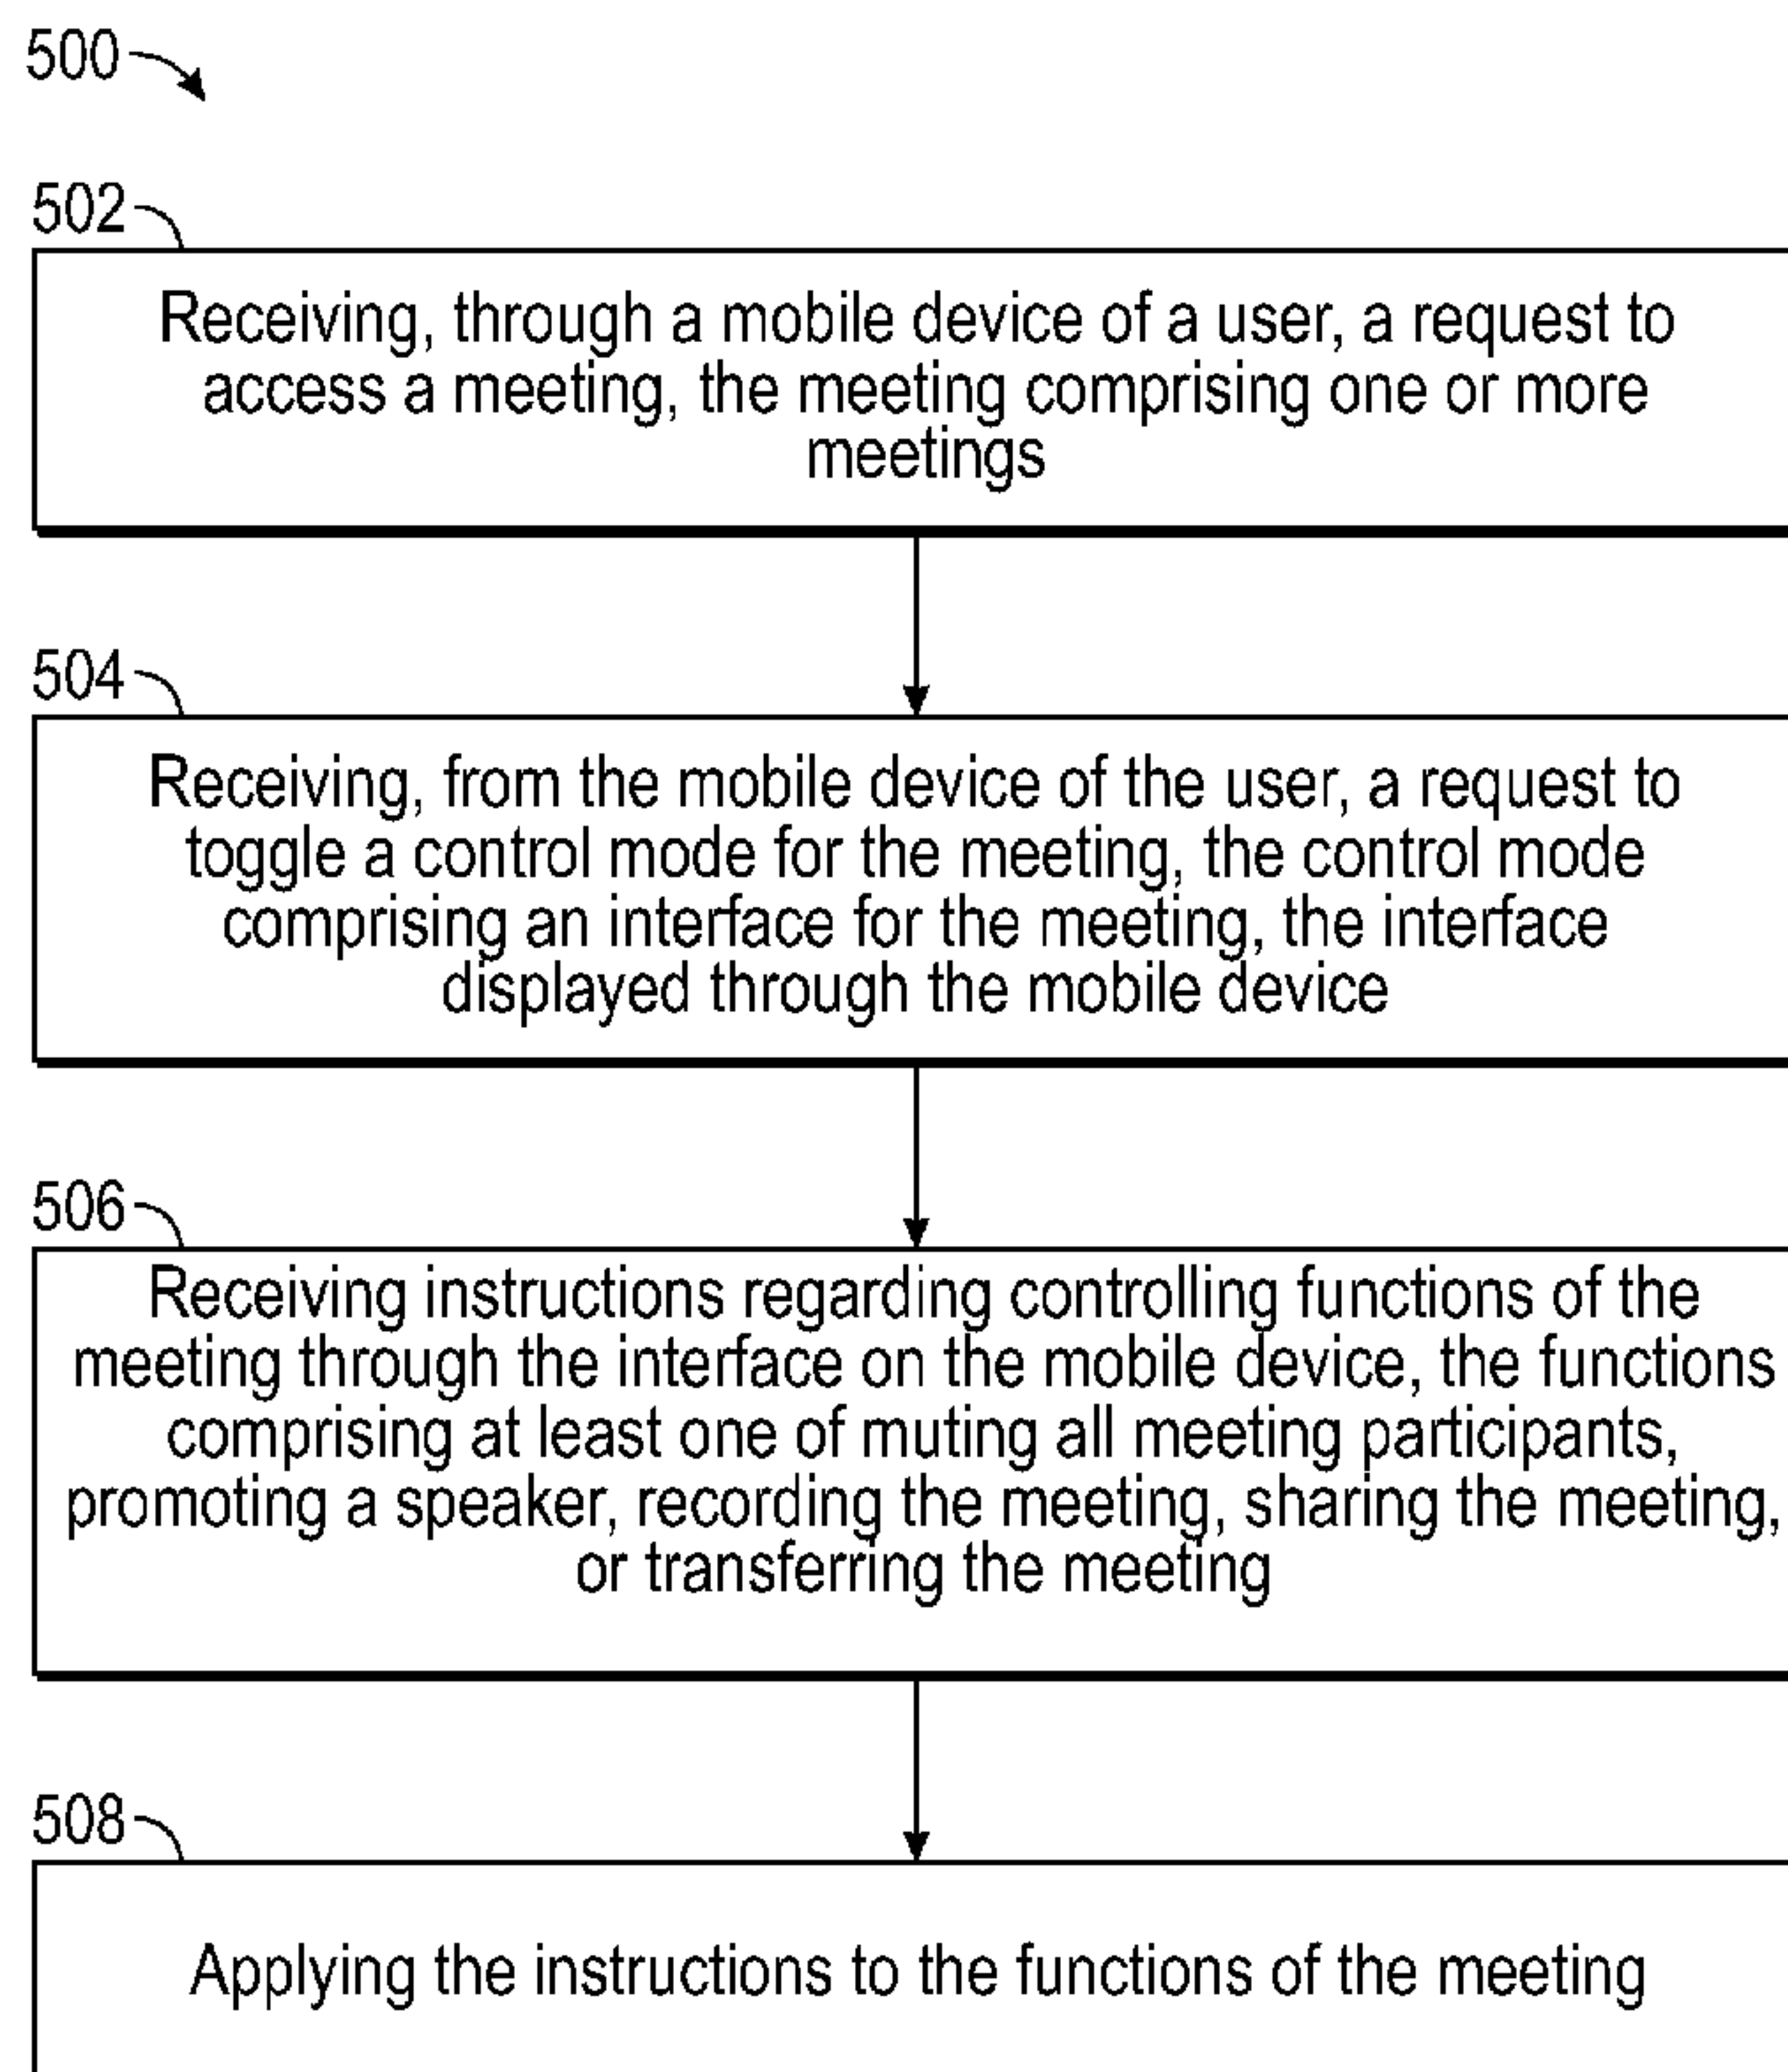 500
502
Receiving, through a mobile device of a user, a request to
access a meeting, the meeting comprising one or more
meetings
504
Receiving, from the mobile device of the user, a request to
toggle a control mode for the meeting, the control mode
comprising an interface for the meeting, the interface
displayed through the mobile device
506
Receiving instructions regarding controlling functions of the
meeting through the interface on the mobile device, the functions
comprising at least one of muting all meeting participants,
promoting a speaker, recording the meeting, sharing the meeting,
or transferring the meeting
508
Applying the instructions to the functions of the meeting